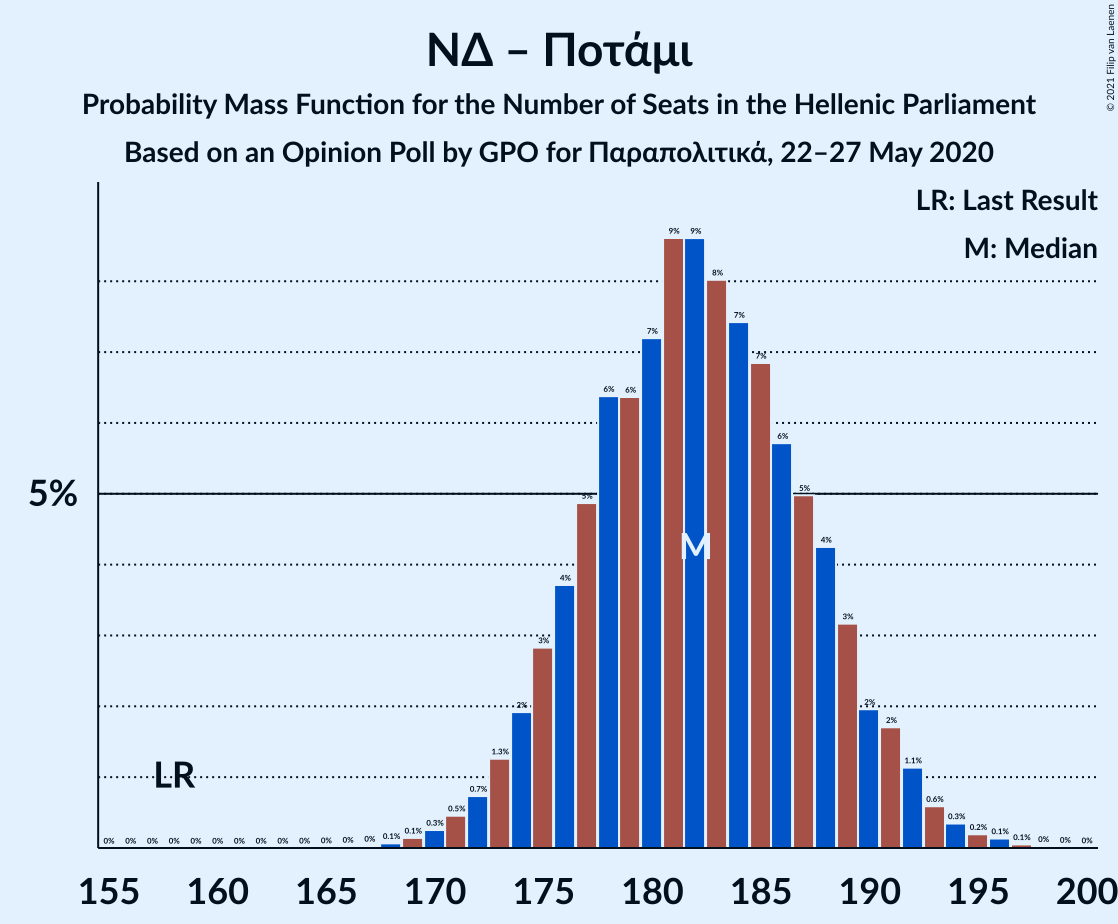 ΝΔ – Ποτάμι
Probability Mass Function for the Number of Seats in the Hellenic Parliament
Based on an Opinion Poll by GPO for Παραπολιτικά, 22–27 May 2020
© 2021 Filip van Laenen
LR: Last Result
M: Median
5%
0% 0% 0% 0% 0% 0% 0% 0% 0% 0% 0% 0% 0% 0.1% 0.1% 0.3% 0.5% 0.7% 1.3% 2% 3% 4% 5% 6% 6% 7% 9% 9% 8% 7% 7% 6% 5% 4% 3% 2% 2% 1.1% 0.6% 0.3% 0.2% 0.1% 0.1% 0% 0% 0%
M
LR
155 160 165 170 175 180 185 190 195 200